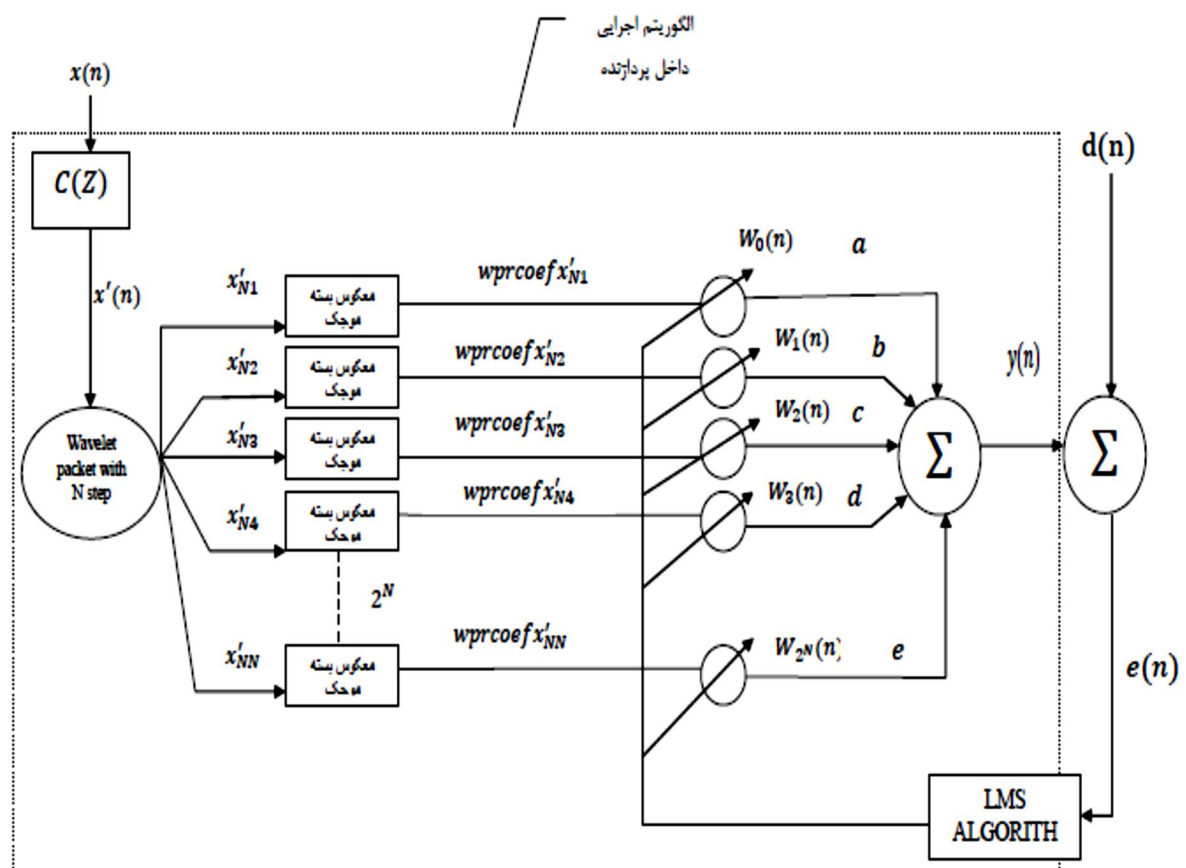 الگوریتم اجرایی
داخل پردازنده
x(n)
C(Z)
d(n)
x'(n)
W₀(n) a
x'_{N1}
معکوس بسته
موجک
wprcoefx'_{N1}
W₁(n) b
x'_{N2}
معکوس بسته
موجک
wprcoefx'_{N2}
y(n)
W₂(n) c
x'_{N3}
معکوس بسته
موجک
wprcoefx'_{N3}
Σ
Σ
Wavelet
packet with
N step
W₃(n) d
x'_{N4}
معکوس بسته
موجک
wprcoefx'_{N4}
2^N
x'_{NN}
معکوس بسته
موجک
wprcoefx'_{NN}
W_{2^N}(n) e
e(n)
LMS
ALGORITH